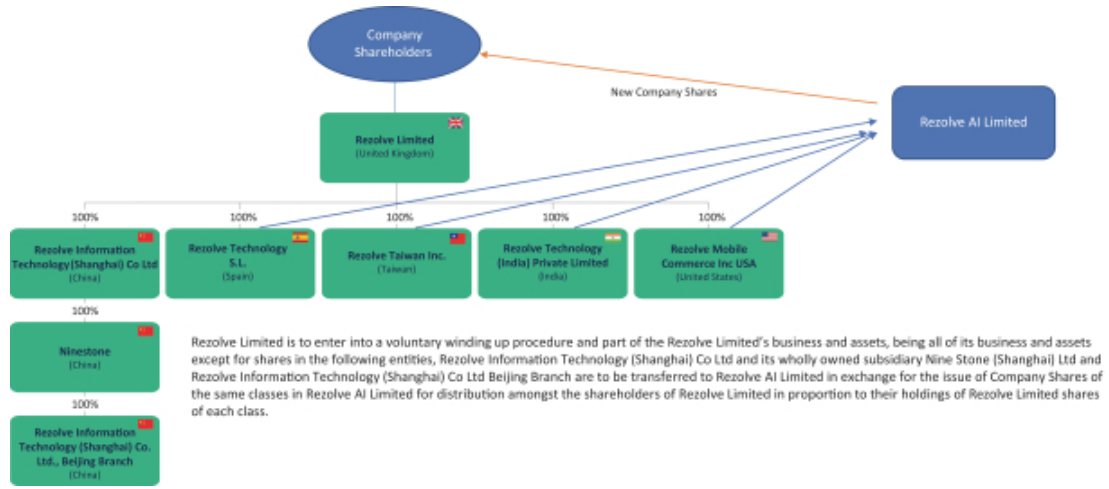 Company
Shareholders
New Company Shares
Rezolve AI Limited
Rezolve Limited
(United Kingdom)
100%
100%
100%
100%
100%
Rezolve Information
Technology(Shanghai) Co Ltd
(China)
Rezolve Technology
S.L.
(Spain)
Rezolve Taiwan Inc.
(Taiwan)
Rezolve Technology
(India) Private Limited
(India)
Rezolve Mobile
Commerce Inc USA
(United States)
100%
Ninestone
(China)
100%
Rezolve Information
Technology (Shanghai) Co.
Ltd., Beijing Branch
(China)
Rezolve Limited is to enter into a voluntary winding up procedure and part of the Rezolve Limited's business and assets, being all of its business and assets
except for shares in the following entities, Rezolve Information Technology (Shanghai) Co Ltd and its wholly owned subsidiary Nine Stone (Shanghai) Ltd and
Rezolve Information Technology (Shanghai) Co Ltd Beijing Branch are to be transferred to Rezolve AI Limited in exchange for the issue of Company Shares of
the same classes in Rezolve AI Limited for distribution amongst the shareholders of Rezolve Limited in proportion to their holdings of Rezolve Limited shares
of each class.